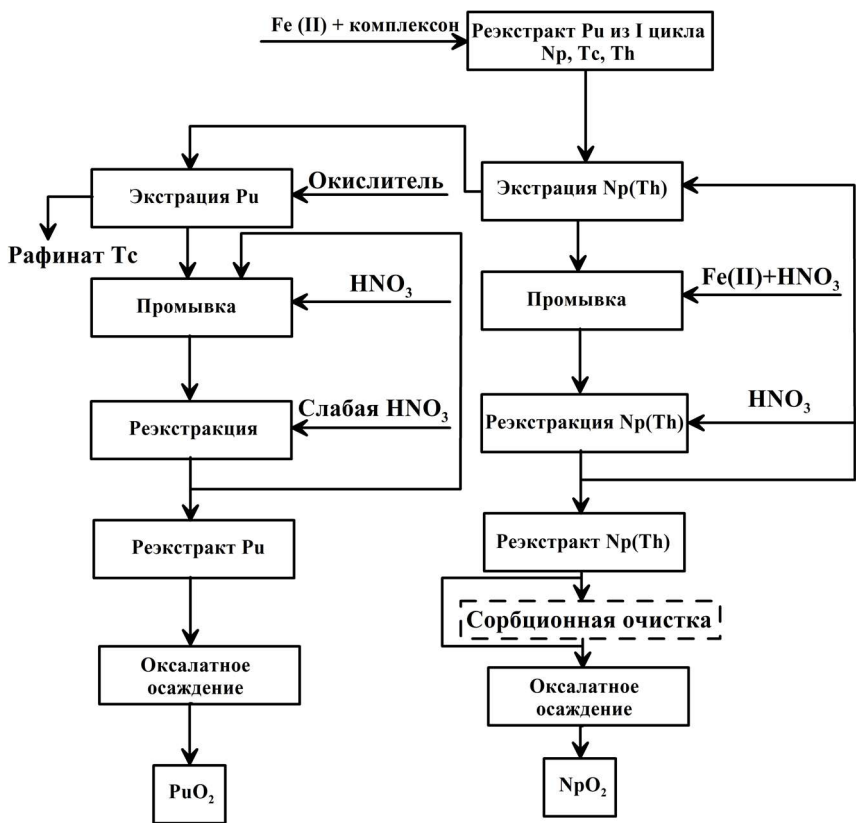 Fe (II) + комплексон
Реэкстракт Pu из I цикла
Np, Tc, Th
Экстрация Pu
Окислитель
Экстрация Np(Th)
Рафинат Tc
Промывка
HNO₃
Промывка
Fe(II)+HNO₃
Реэкстракция
Слабая HNO₃
Реэкстракция Np(Th)
HNO₃
Реэкстракт Pu
Реэкстракт Np(Th)
Сорбционная очистка
Оксалатное
осаждение
Оксалатное
осаждение
PuO₂
NpO₂